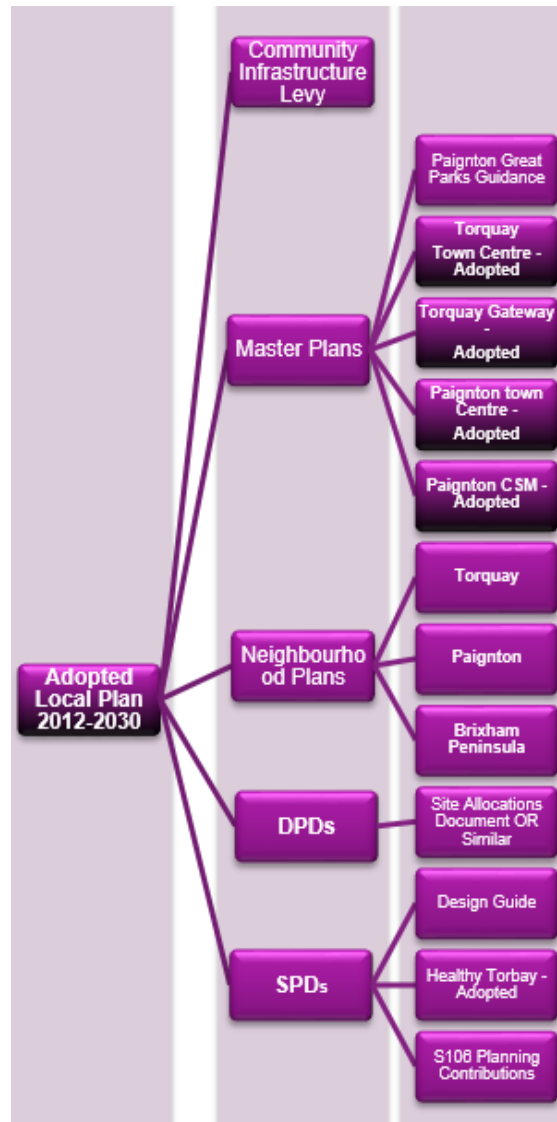 Community
Infrastructure
Levy
Paignton Great
Parks Guidance
Torquay
Town Centre -
Adopted
Torquay Gateway
-
Adopted
Master Plans
Paignton town
Centre -
Adopted
Paignton CSM -
Adopted
Torquay
Neighbourho
od Plans
Paignton
Adopted
Local Plan
2012-2030
Brixham
Peninsula
DPDs
Site Allocations
Document OR
Similar
Design Guide
SPDs
Healthy Torbay -
Adopted
S106 Planning
Contributions